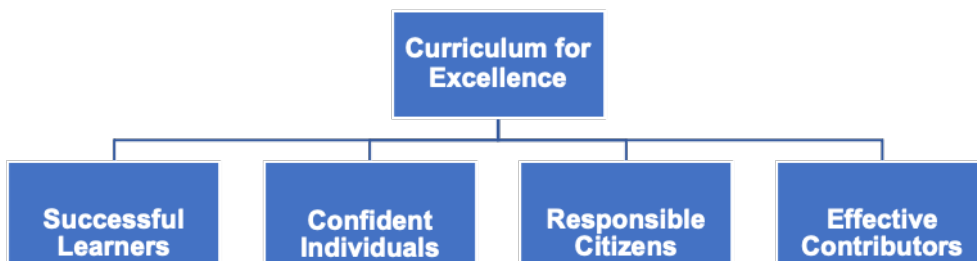 Curriculum for
Excellence
Successful
Learners
Confident
Individuals
Responsible
Citizens
Effective
Contributors